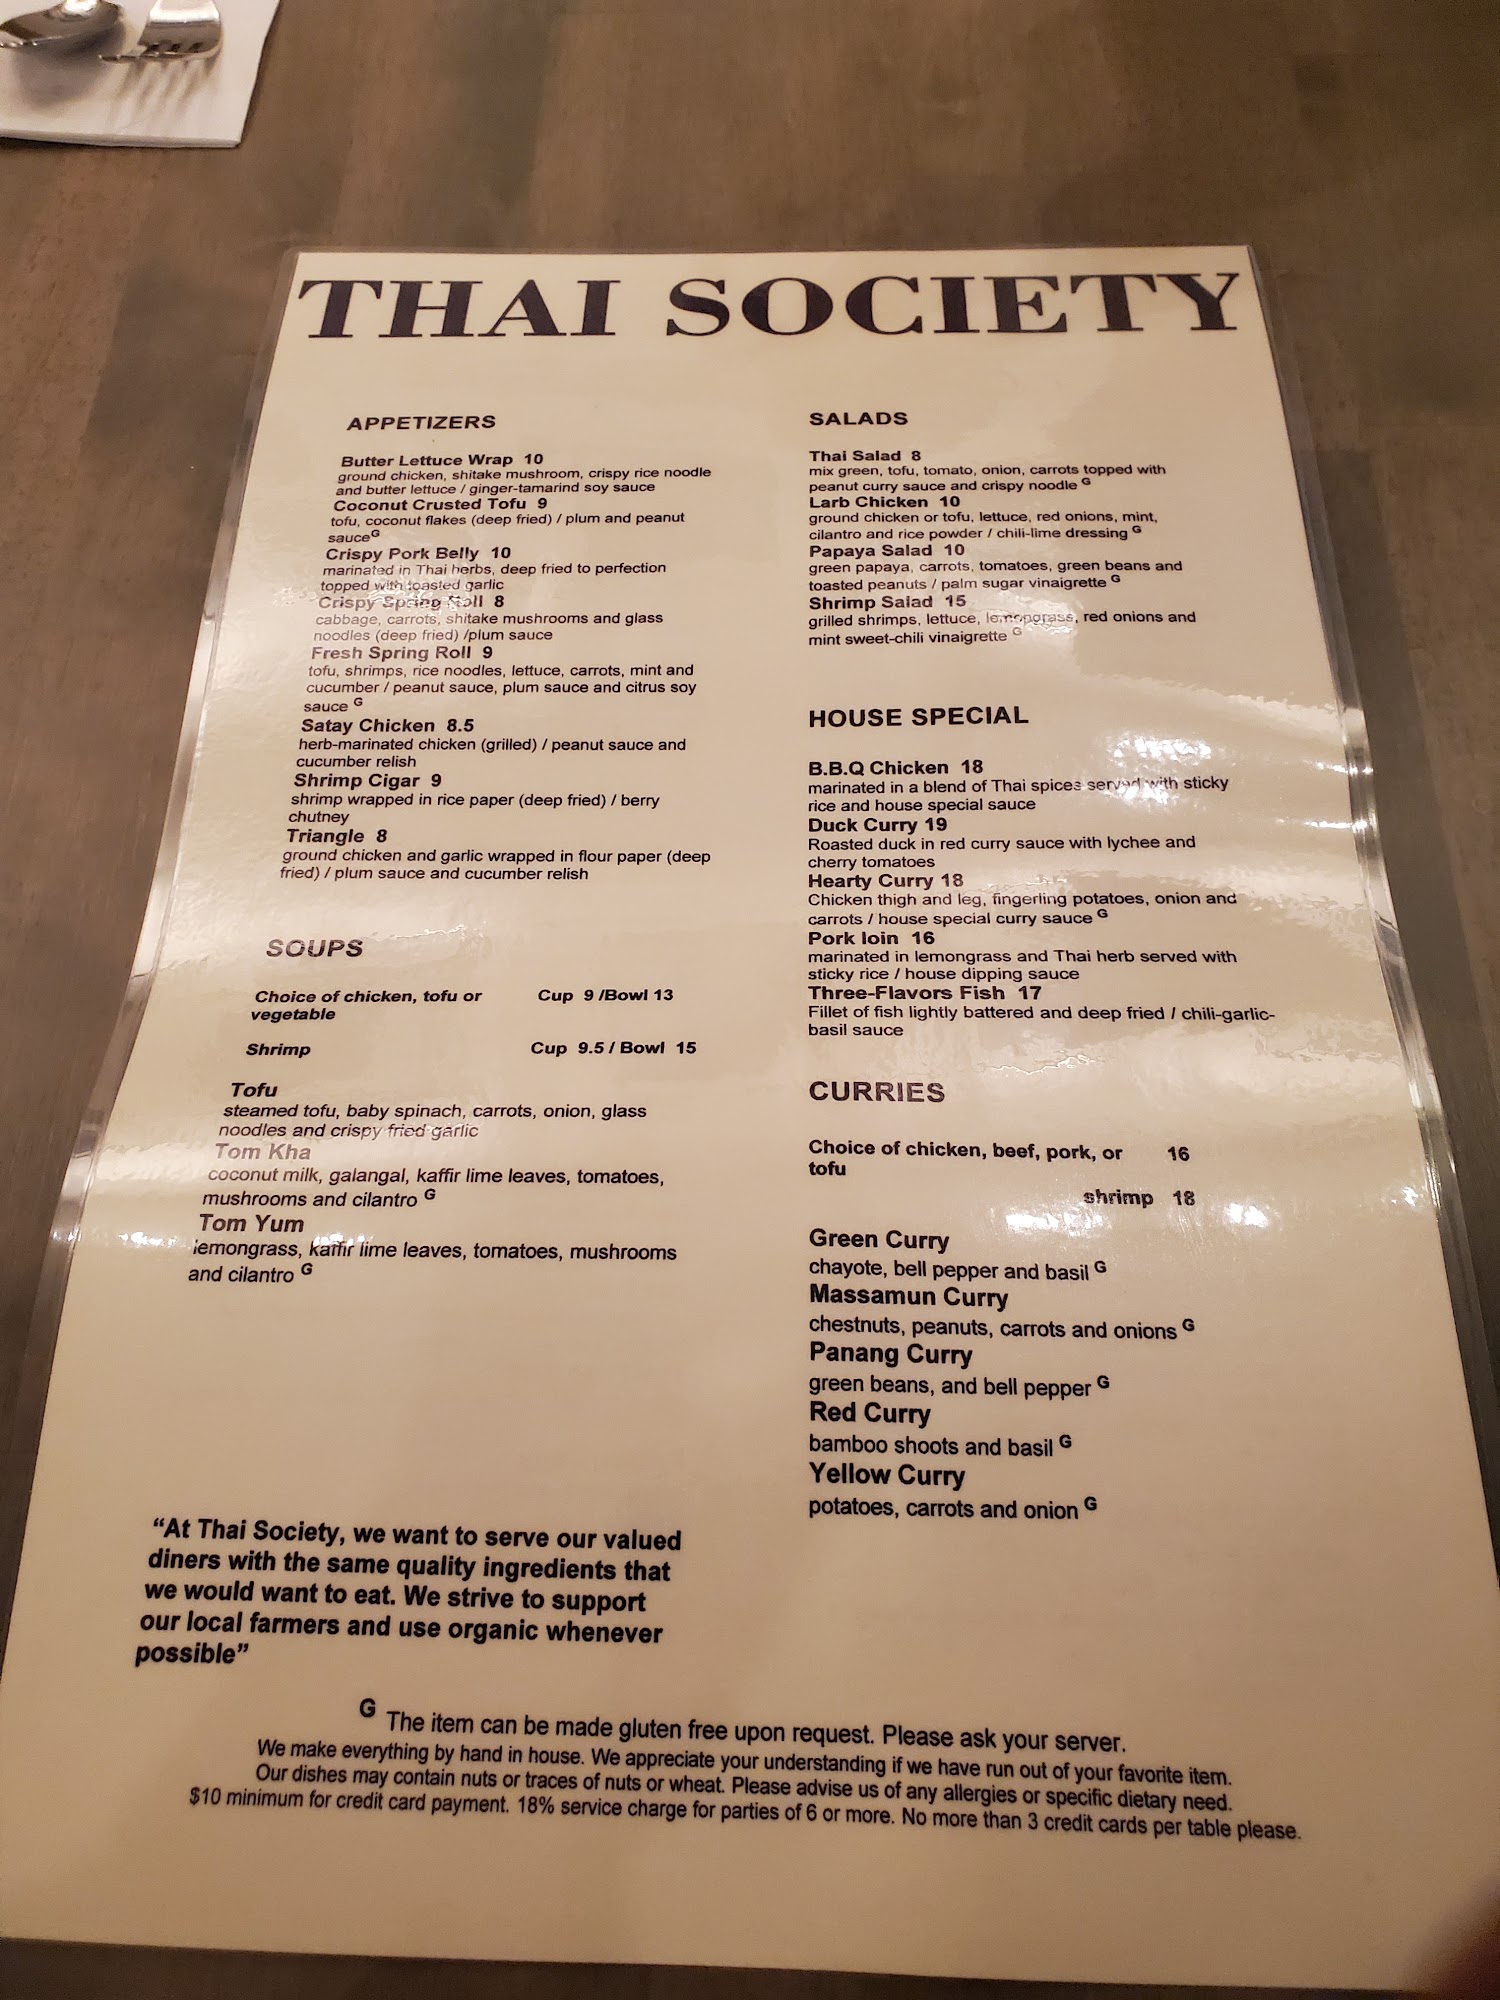 THAI SOCIETY
APPETIZERS
Butter Lettuce Wrap 10
ground chicken, shitake mushroom, crispy rice noodle
and butter lettuce / ginger-tamarind soy sauce
Coconut Crusted Tofu 9
tofu, coconut flakes (deep fried) / plum and peanut
sauce G
Crispy Pork Belly 10
marinated in Thai herbs, deep fried to perfection
topped with toasted garlic
Crispy Spring Roll 8
cabbage, carrots, shitake mushrooms and glass
noodles (deep fried) /plum sauce
Fresh Spring Roll 9
tofu, shrimps, rice noodles, lettuce, carrots, mint and
cucumber / peanut sauce, plum sauce and citrus soy
sauce G
Satay Chicken 8.5
herb-marinated chicken (grilled) / peanut sauce and
cucumber relish
Shrimp Cigar 9
shrimp wrapped in rice paper (deep fried) / berry
chutney
Triangle 8
ground chicken and garlic wrapped in flour paper (deep
fried) / plum sauce and cucumber relish
SOUPS
Choice of chicken, tofu or Cup 9 /Bowl 13
vegetable
Shrimp Cup 9.5 / Bowl 15
Tofu
steamed tofu, baby spinach, carrots, onion, glass
noodles and crispy fried garlic
Tom Kha
coconut milk, galangal, kaffir lime leaves, tomatoes,
mushrooms and cilantro G
Tom Yum
lemongrass, kaffir lime leaves, tomatoes, mushrooms
and cilantro G
"At Thai Society, we want to serve our valued
diners with the same quality ingredients that
we would want to eat. We strive to support
our local farmers and use organic whenever
possible"
SALADS
Thai Salad 8
mix green, tofu, tomato, onion, carrots topped with
peanut curry sauce and crispy noodle G
Larb Chicken 10
ground chicken or tofu, lettuce, red onions, mint,
cilantro and rice powder / chili-lime dressing G
Papaya Salad 10
green papaya, carrots, tomatoes, green beans and
toasted peanuts / palm sugar vinaigrette G
Shrimp Salad 15
grilled shrimps, lettuce, lemongrass, red onions and
mint sweet-chili vinaigrette G
HOUSE SPECIAL
B.B.Q Chicken 18
marinated in a blend of Thai spices served with sticky
rice and house special sauce
Duck Curry 19
Roasted duck in red curry sauce with lychee and
cherry tomatoes
Hearty Curry 18
Chicken thigh and leg, fingerling potatoes, onion and
carrots / house special curry sauce G
Pork loin 16
marinated in lemongrass and Thai herb served with
sticky rice / house dipping sauce
Three-Flavors Fish 17
Fillet of fish lightly battered and deep fried / chili-garlic-
basil sauce
CURRIES
Choice of chicken, beef, pork, or 16
tofu
shrimp 18
Green Curry
chayote, bell pepper and basil G
Massamun Curry
chestnuts, peanuts, carrots and onions G
Panang Curry
green beans, and bell pepper G
Red Curry
bamboo shoots and basil G
Yellow Curry
potatoes, carrots and onion G
G The item can be made gluten free upon request. Please ask your server.
We make everything by hand in house. We appreciate your understanding if we have run out of your favorite item.
Our dishes may contain nuts or traces of nuts or wheat. Please advise us of any allergies or specific dietary need.
$10 minimum for credit card payment. 18% service charge for parties of 6 or more. No more than 3 credit cards per table please.